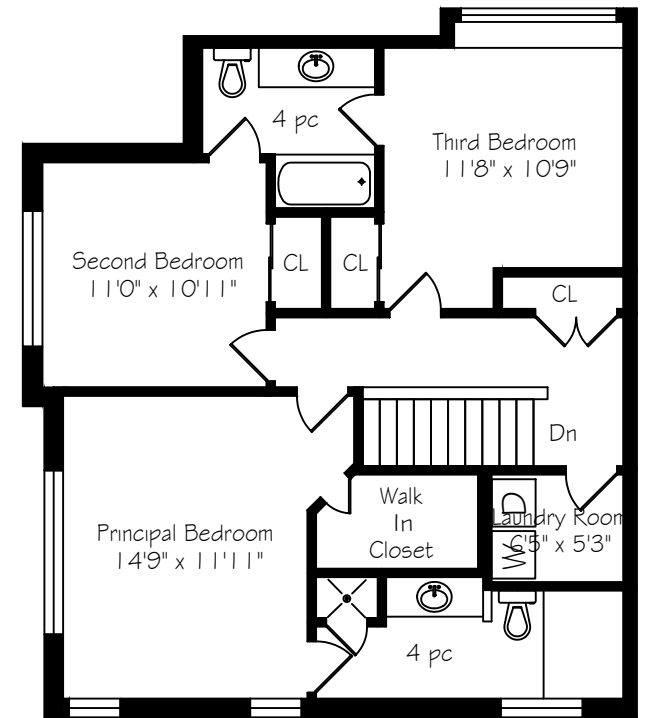 4 pc
Third Bedroom
11'8" x 10'9"
Second Bedroom
11'0" x 10'11"
CL
CL
CL
Dn
Walk
In
Closet
D
Laundry Room
6'5" x 5'3"
W
Principal Bedroom
14'9" x 11'11"
4 pc